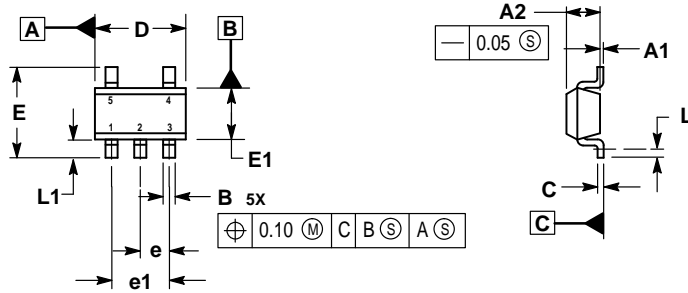 A
D
B
A2
— 0.05 Ⓢ
A1
E
5 4
1 2 3
L
L1
E1
B 5X
C
⌖ 0.10 Ⓜ C B Ⓢ A Ⓢ
C
e
e1